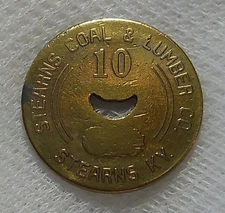 STEARNS COAL & LUMBER CO.
10
STEARNS KY.